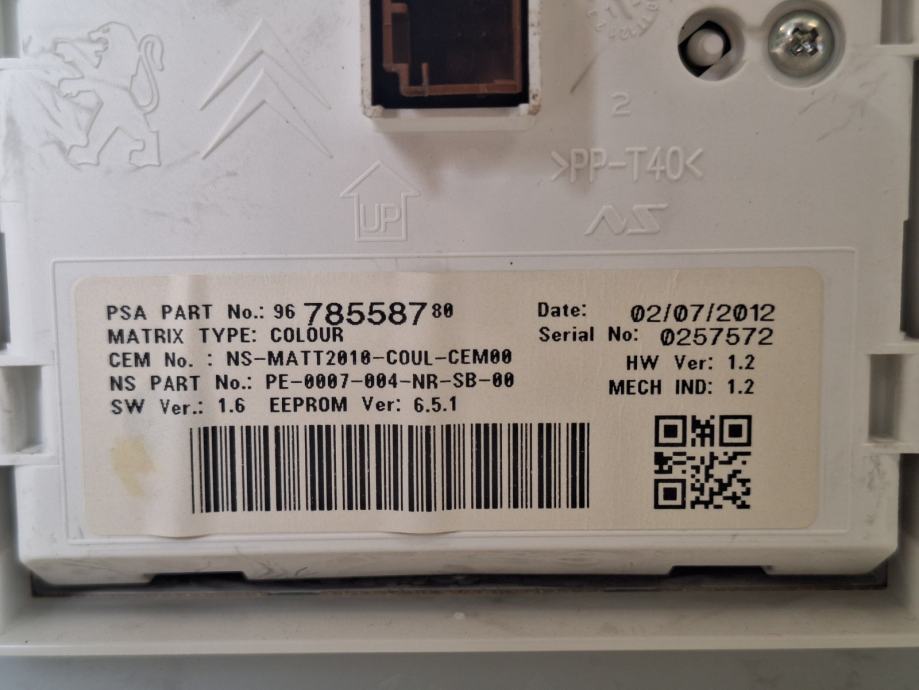 2
>PP-T40<
UP
NS
PSA PART No.: 96 785587 80
Date: 02/07/2012
MATRIX TYPE: COLOUR
Serial No: 0257572
CEM No. : NS-MATT2010-COUL-CEM00
HW Ver: 1.2
NS PART No.: PE-0007-004-NR-SB-00
MECH IND: 1.2
SW Ver.: 1.6 EEPROM Ver: 6.5.1